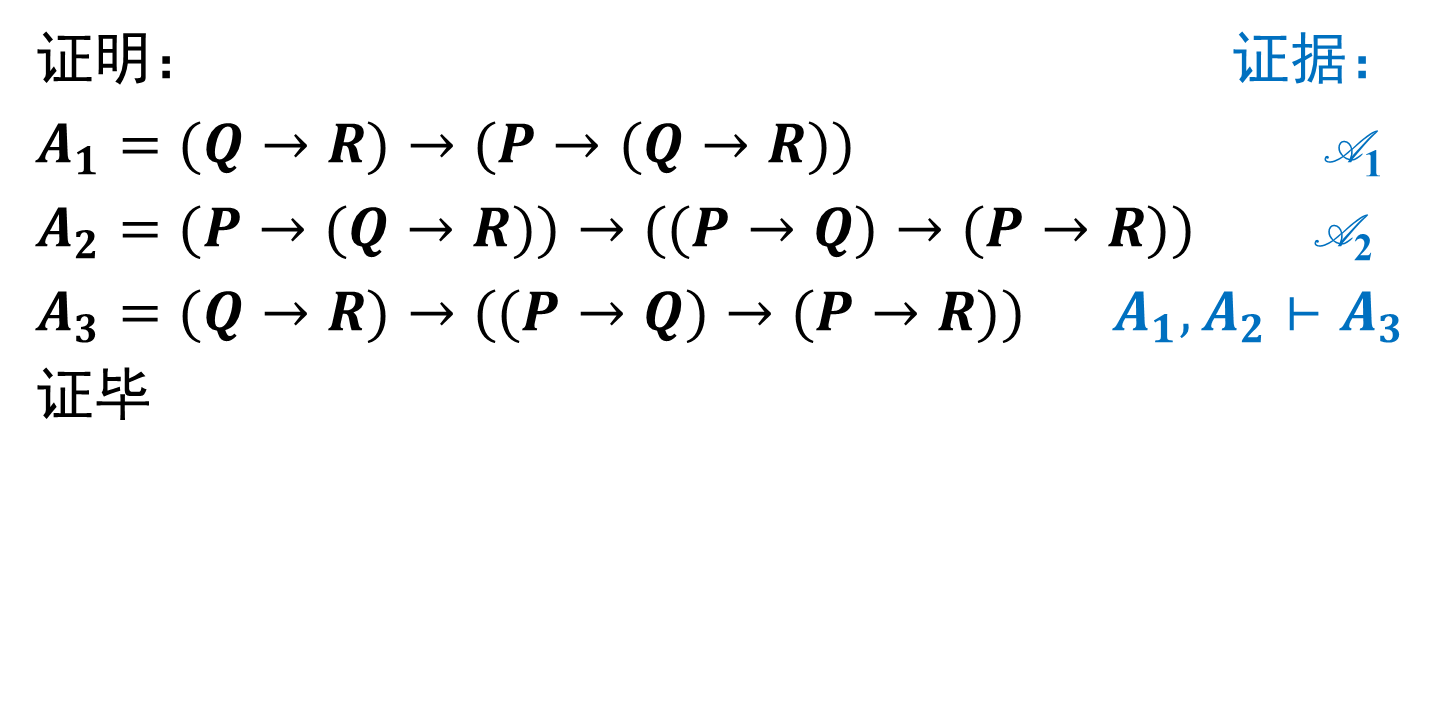 证明： 证据：
A₁ = (Q → R) → (P → (Q → R)) 𝒜₁
A₂ = (P → (Q → R)) → ((P → Q) → (P → R)) 𝒜₂
A₃ = (Q → R) → ((P → Q) → (P → R)) A₁, A₂ ⊢ A₃
证毕